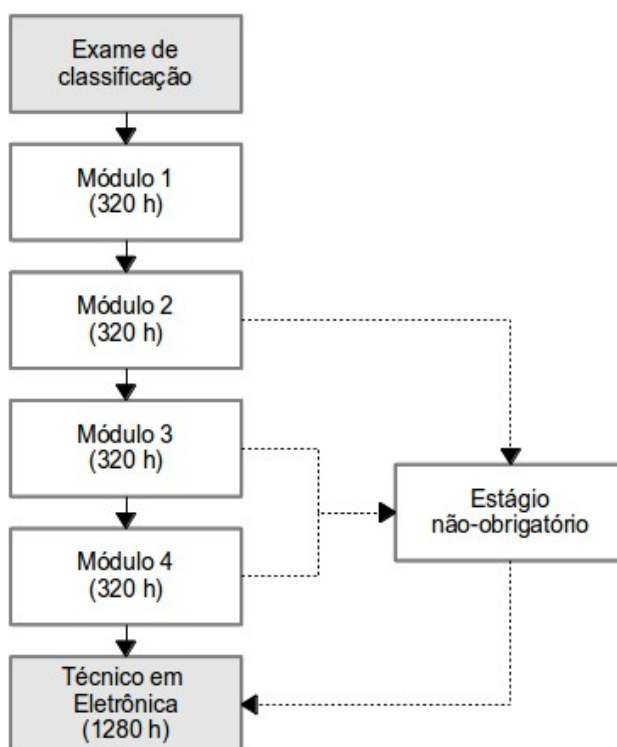 Exame de
classificação
Módulo 1
(320 h)
Módulo 2
(320 h)
Módulo 3
(320 h)
Módulo 4
(320 h)
Estágio
não-obrigatório
Técnico em
Eletrônica
(1280 h)